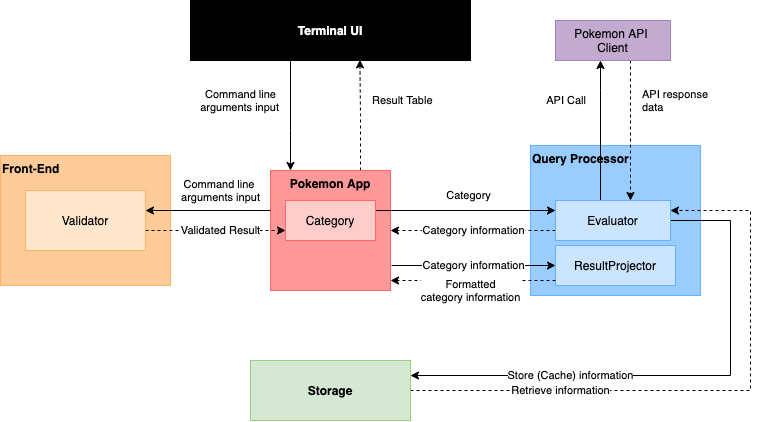 Terminal UI
Pokemon API
Client
Command line
arguments input
Result Table
API Call
API response
data
Front-End
Query Processor
Pokemon App
Command line
arguments input
Category
Validator
Category
Evaluator
Validated Result
Category information
Category information
ResultProjector
Formatted
category information
Storage
Store (Cache) information
Retrieve information